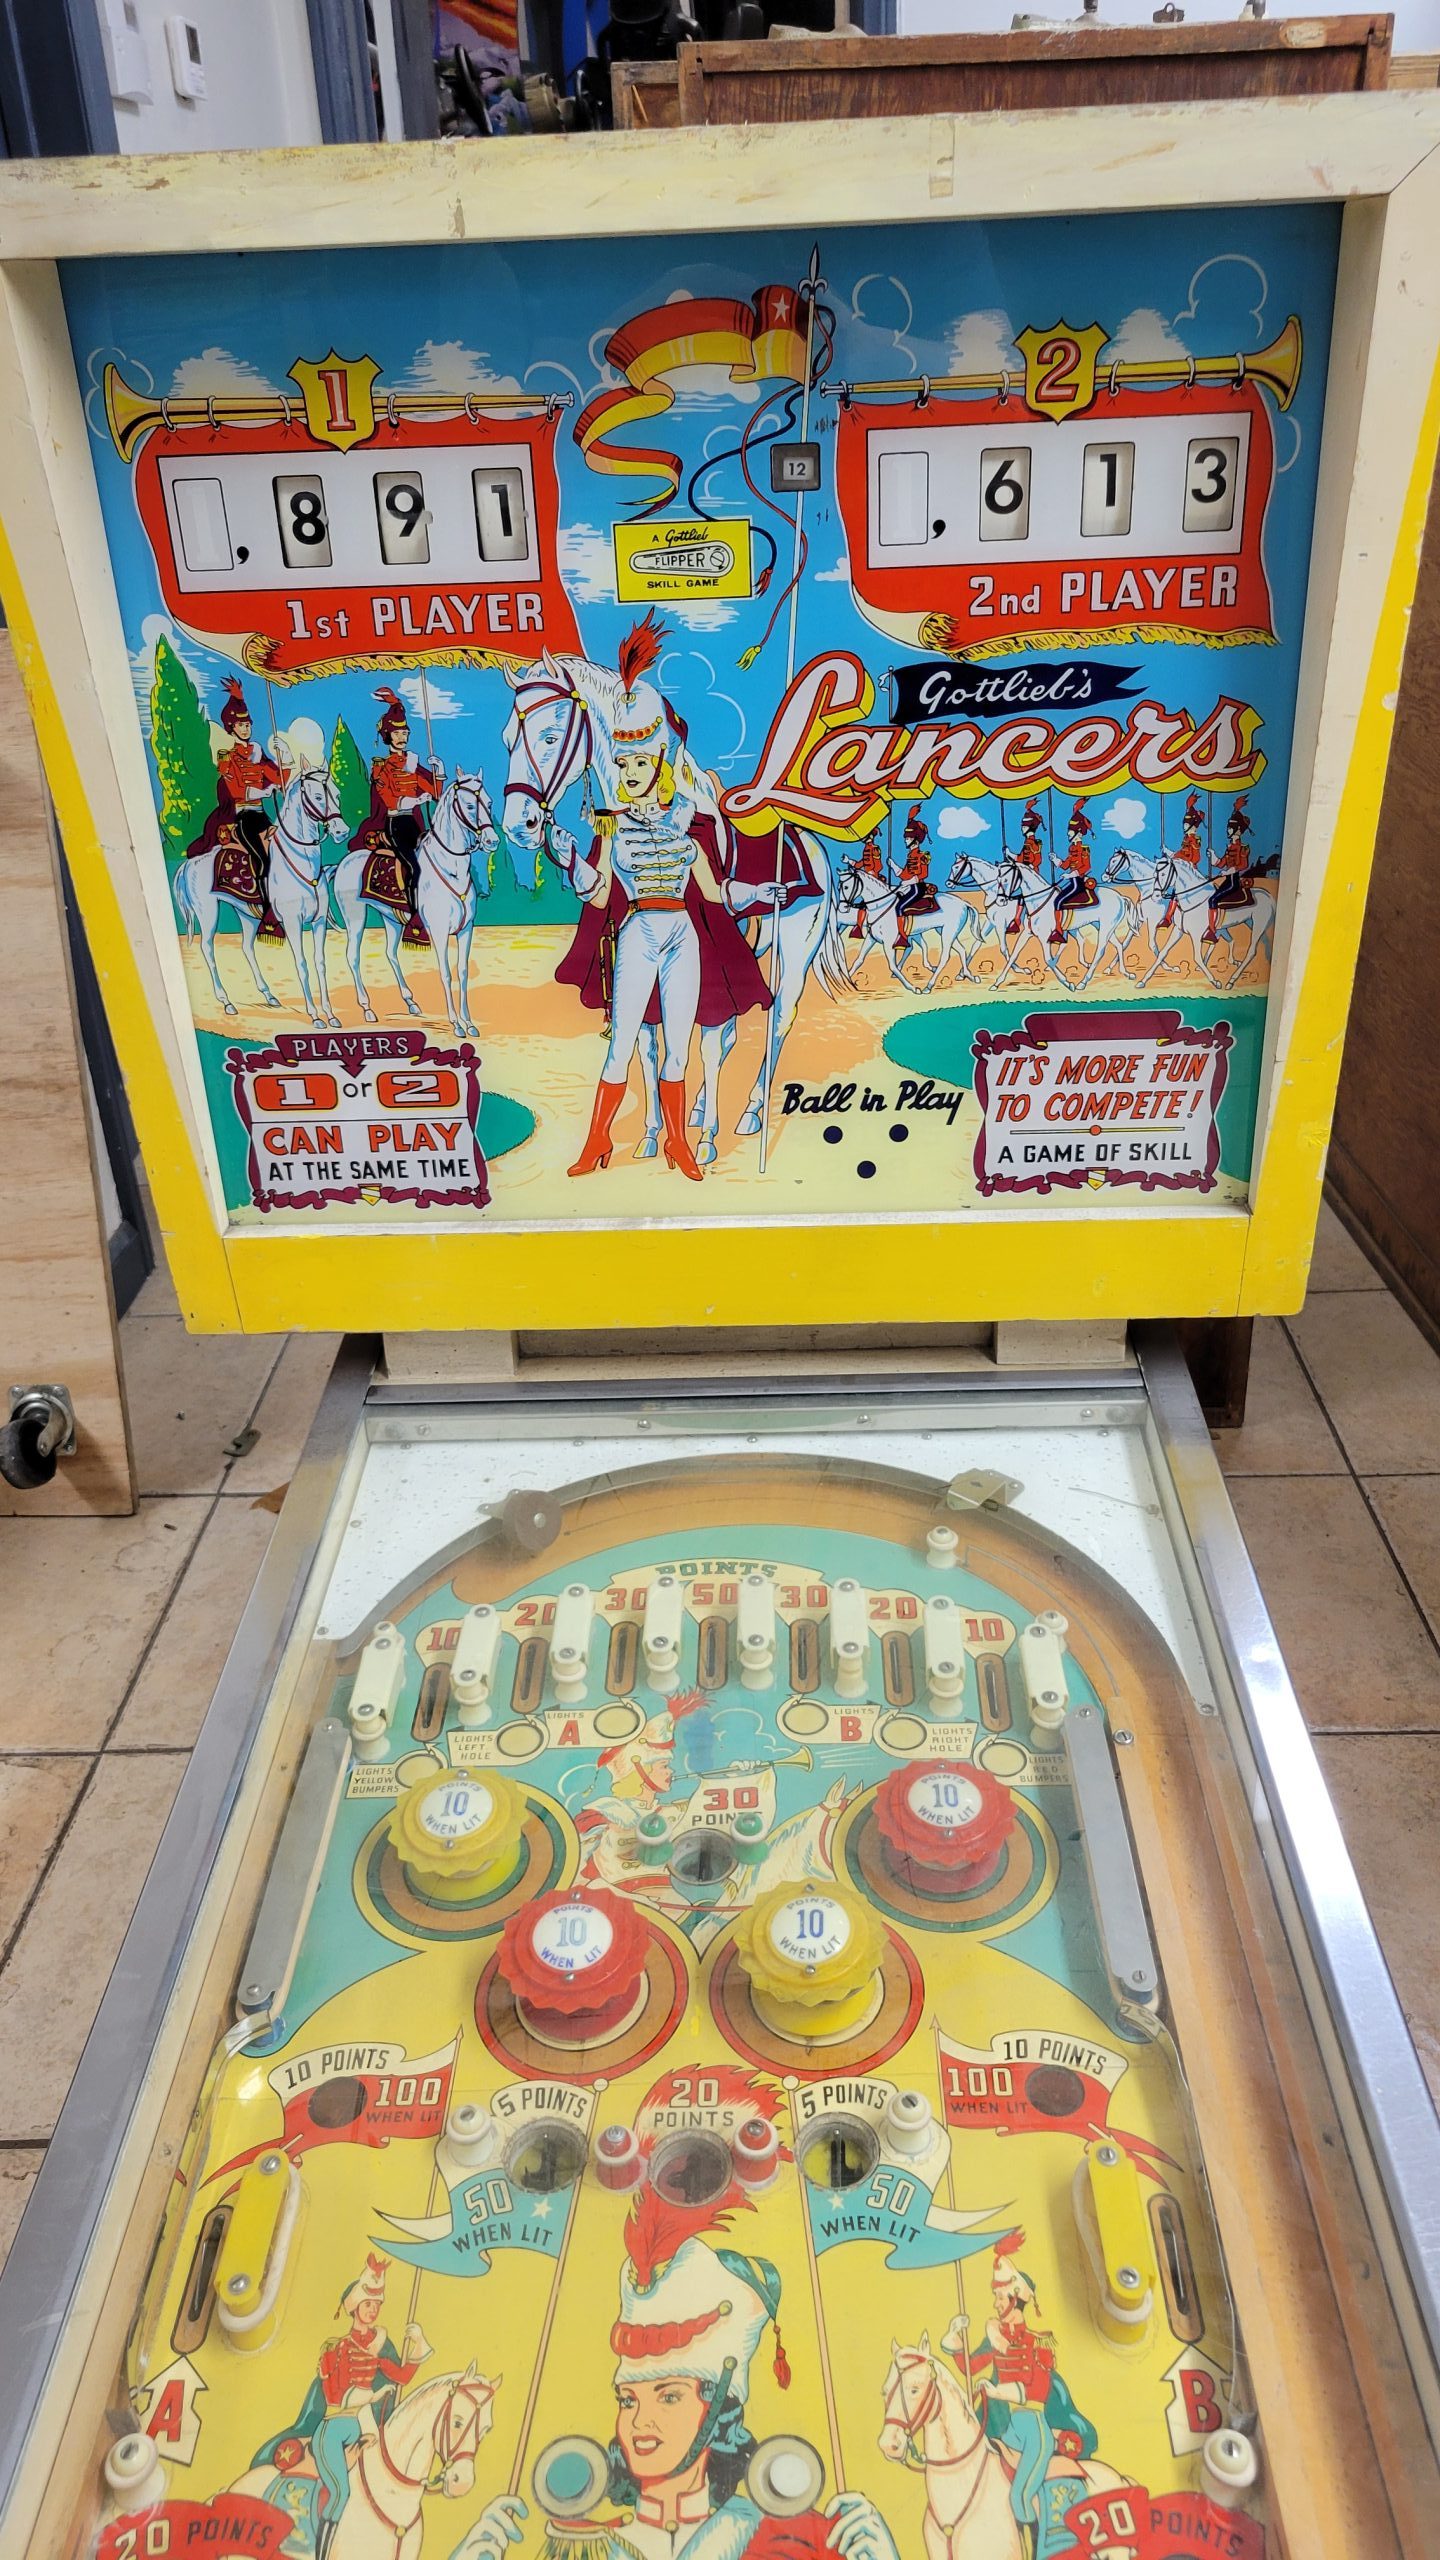 1
2
,891
12
,613
1st PLAYER
A Gottlieb
FLIPPER
SKILL GAME
2nd PLAYER
Gottlieb's
Lancers
PLAYERS
1 or 2
CAN PLAY
AT THE SAME TIME
Ball in Play
IT'S MORE FUN
TO COMPETE!
A GAME OF SKILL
POINTS
10 20 30 50 30 20 10
LIGHTS
A
LIGHTS
B
LIGHTS
LEFT
HOLE
LIGHTS
RIGHT
HOLE
LIGHTS
YELLOW
BUMPERS
LIGHTS
RED
BUMPERS
POINTS
10
WHEN LIT
30
POINTS
POINTS
10
WHEN LIT
POINTS
10
WHEN LIT
POINTS
10
WHEN LIT
10 POINTS
100
WHEN LIT
5 POINTS
50
WHEN LIT
20
POINTS
5 POINTS
50
WHEN LIT
10 POINTS
100
WHEN LIT
A
B
20 POINTS
20 POINTS